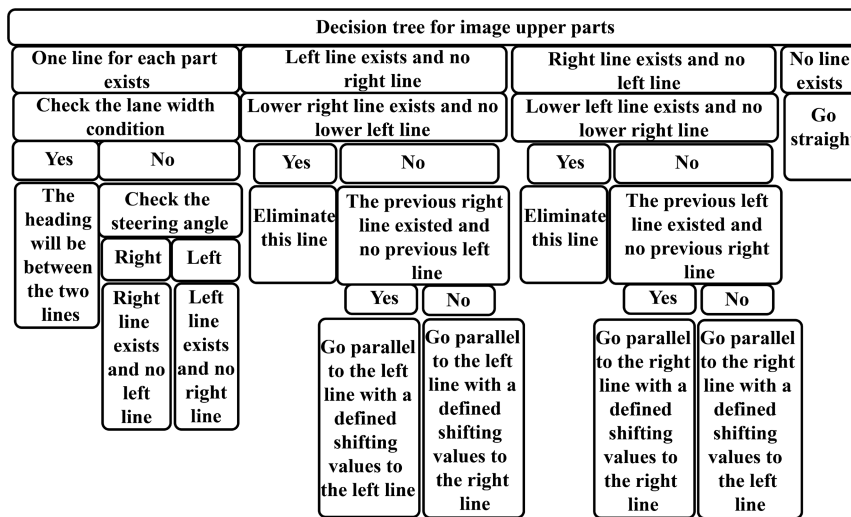 Decision tree for image upper parts
One line for each part
exists
Left line exists and no
right line
Right line exists and no
left line
No line
exists
Check the lane width
condition
Lower right line exists and no
lower left line
Lower left line exists and no
lower right line
Go
straight
Yes
No
Yes
No
Yes
No
The
heading
will be
between
the two
lines
Check the
steering angle
Right
Left
Right
line
exists
and no
left
line
Left
line
exists
and no
right
line
Eliminate
this line
The previous right
line existed and
no previous left
line
Yes
No
Go parallel
to the left
line with a
defined
shifting
values to
the left line
Go parallel
to the left
line with a
defined
shifting
values to
the right
line
Eliminate
this line
The previous left
line existed and
no previous right
line
Yes
No
Go parallel
to the right
line with a
defined
shifting
values to
the right
line
Go parallel
to the right
line with a
defined
shifting
values to
the left
line